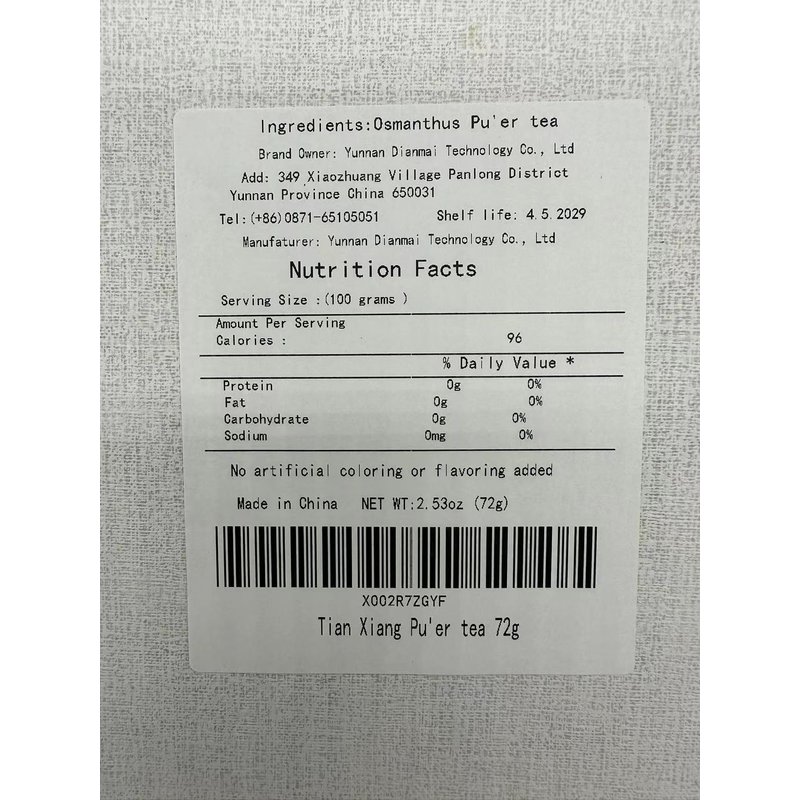 Ingredients:Osmanthus Pu'er tea
Brand Owner: Yunnan Dianmai Technology Co., Ltd
Add: 349 Xiaozhuang Village Panlong District
Yunnan Province China 650031
Tel:(+86)0871-65105051 Shelf life: 4.5.2029
Manufaturer: Yunnan Dianmai Technology Co., Ltd
Nutrition Facts
Serving Size :(100 grams )
Amount Per Serving
Calories : 96
% Daily Value *
Protein 0g 0%
Fat 0g 0%
Carbohydrate 0g 0%
Sodium 0mg 0%
No artificial coloring or flavoring added
Made in China NET WT:2.53oz (72g)
X002R7ZGYF
Tian Xiang Pu'er tea 72g